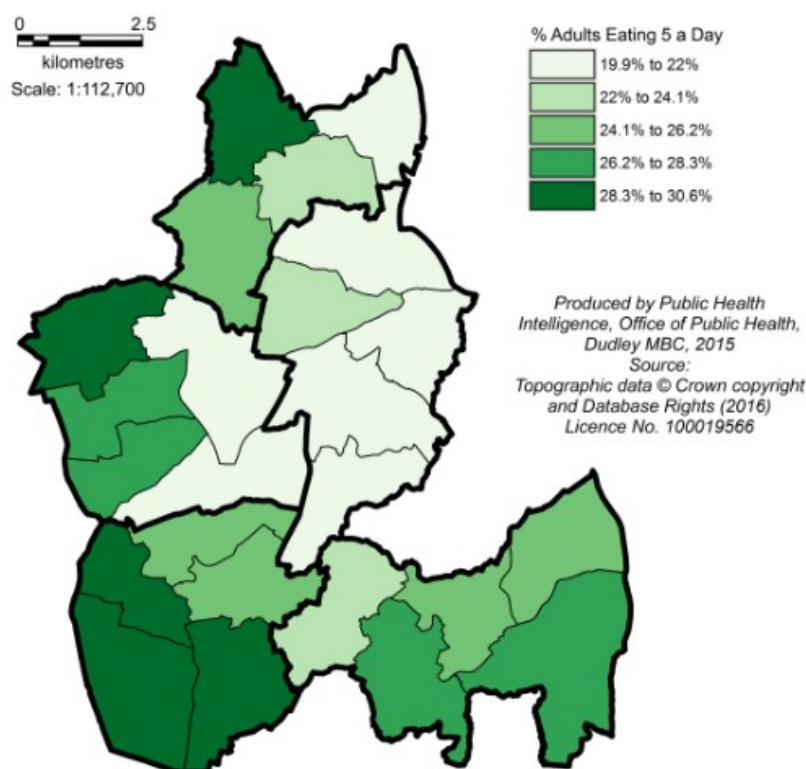 0 2.5
kilometres
Scale: 1:112,700
% Adults Eating 5 a Day
19.9% to 22%
22% to 24.1%
24.1% to 26.2%
26.2% to 28.3%
28.3% to 30.6%
Produced by Public Health
Intelligence, Office of Public Health,
Dudley MBC, 2015
Source:
Topographic data © Crown copyright
and Database Rights (2016)
Licence No. 100019566